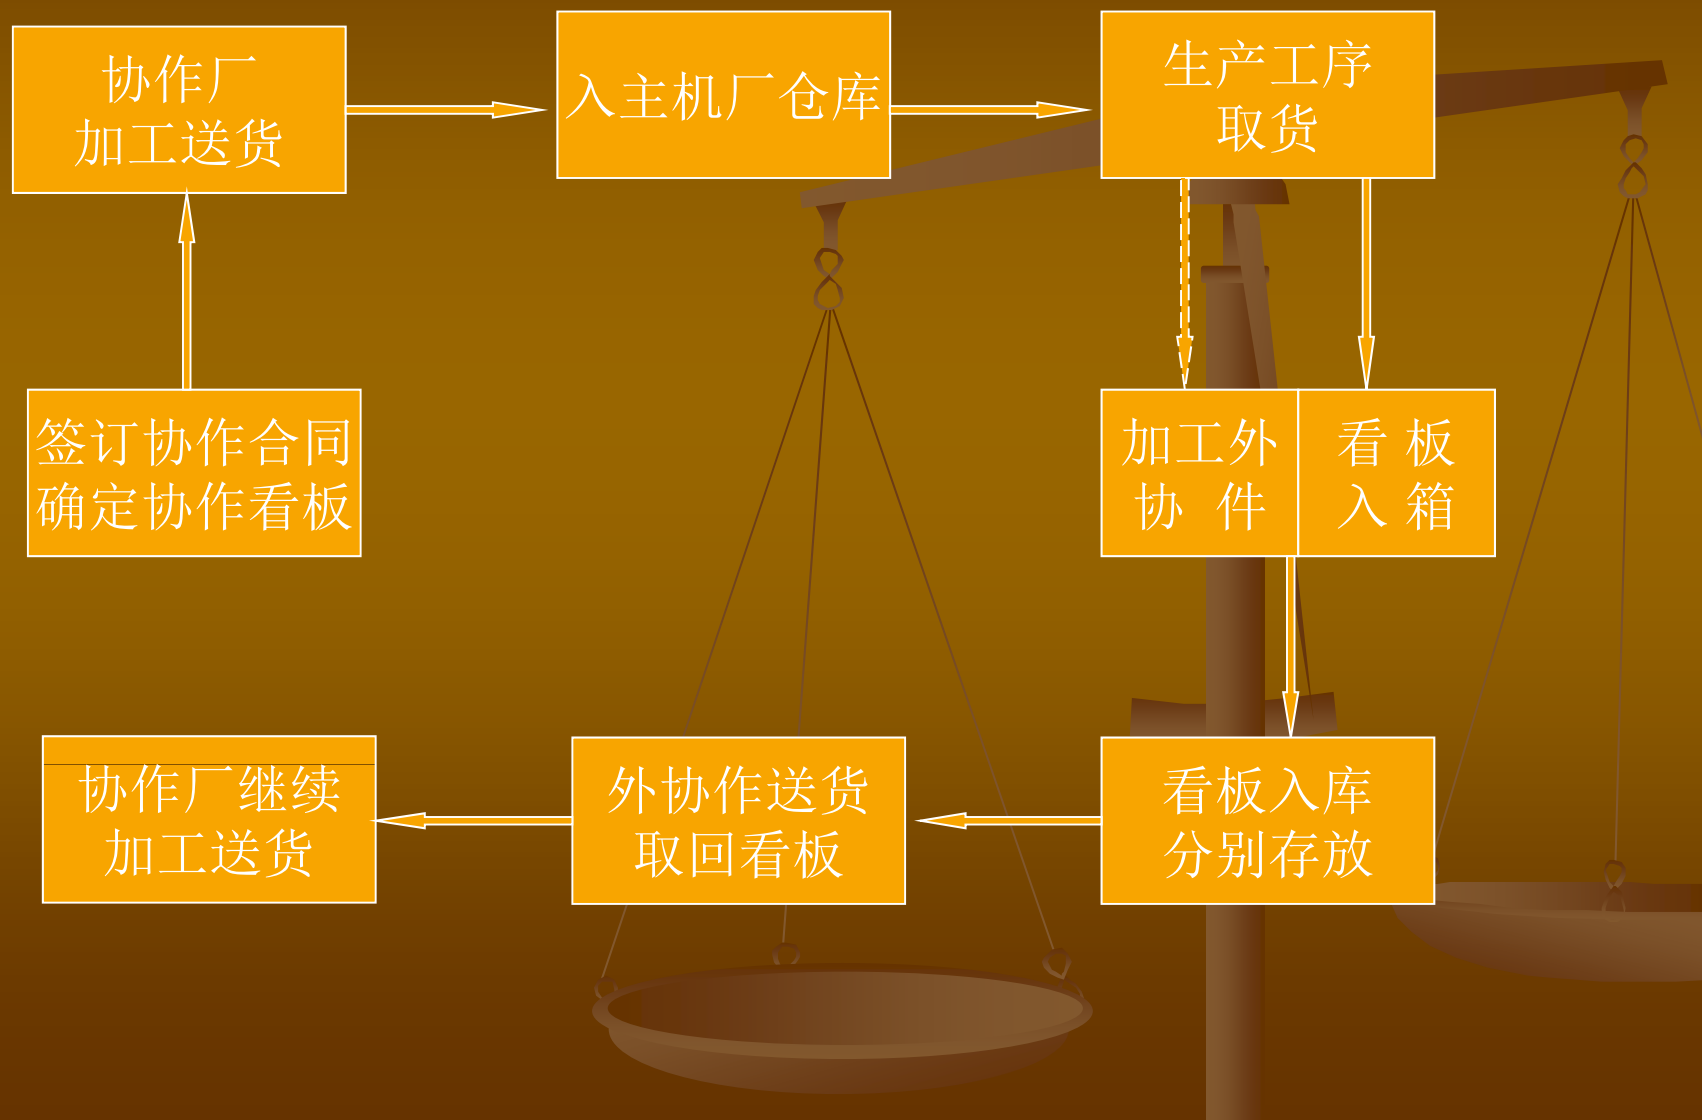 协作厂
加工送货
入主机厂仓库
生产工序
取货
签订协作合同
确定协作看板
加工外
协 件
看 板
入 箱
协作厂继续
加工送货
外协作送货
取回看板
看板入库
分别存放